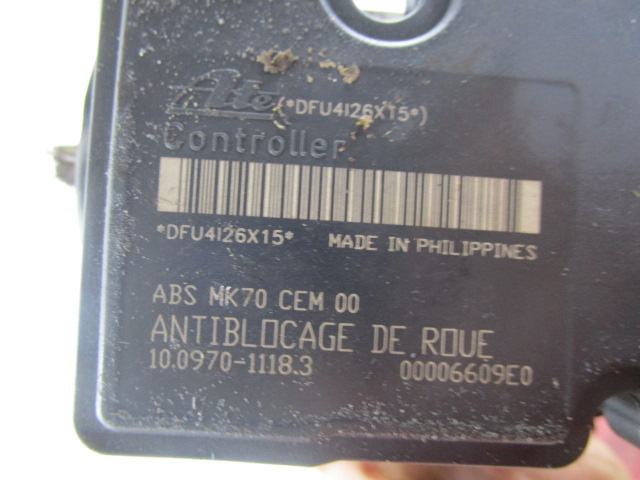 Ate (*DFU4I26X15*)
Controller
*DFU4I26X15* MADE IN PHILIPPINES
ABS MK70 CEM 00
ANTIBLOCAGE DE ROUE
10.0970-1118.3 00006609E0